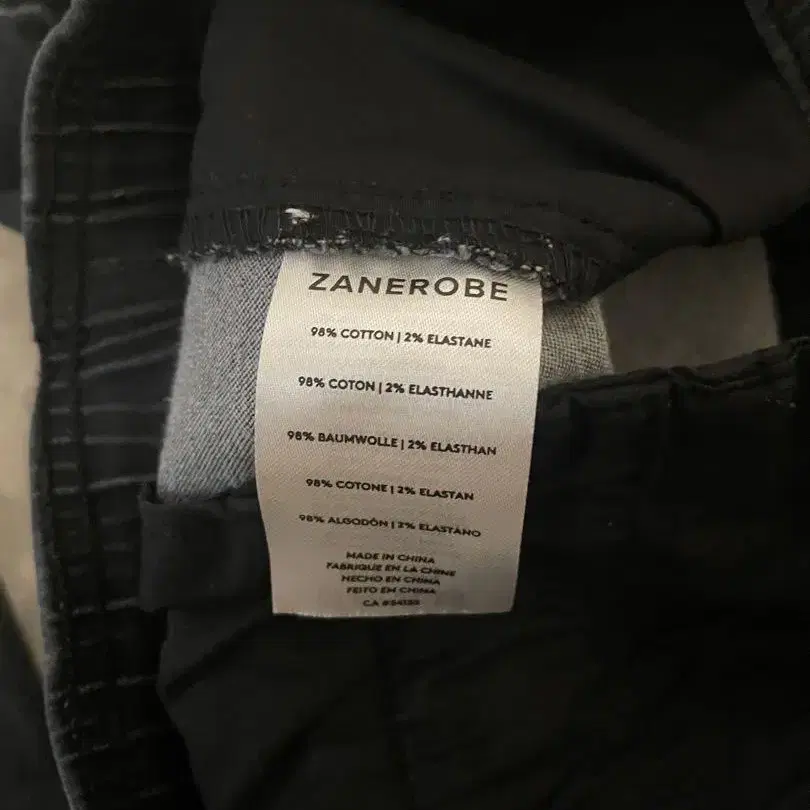 ZANEROBE
98% COTTON | 2% ELASTANE
98% COTON | 2% ELASTHANNE
98% BAUMWOLLE | 2% ELASTHAN
98% COTONE | 2% ELASTAN
98% ALGODÓN | 2% ELASTANO
MADE IN CHINA
FABRIQUE EN LA CHINE
HECHO EN CHINA
FEITO EM CHINA
CA